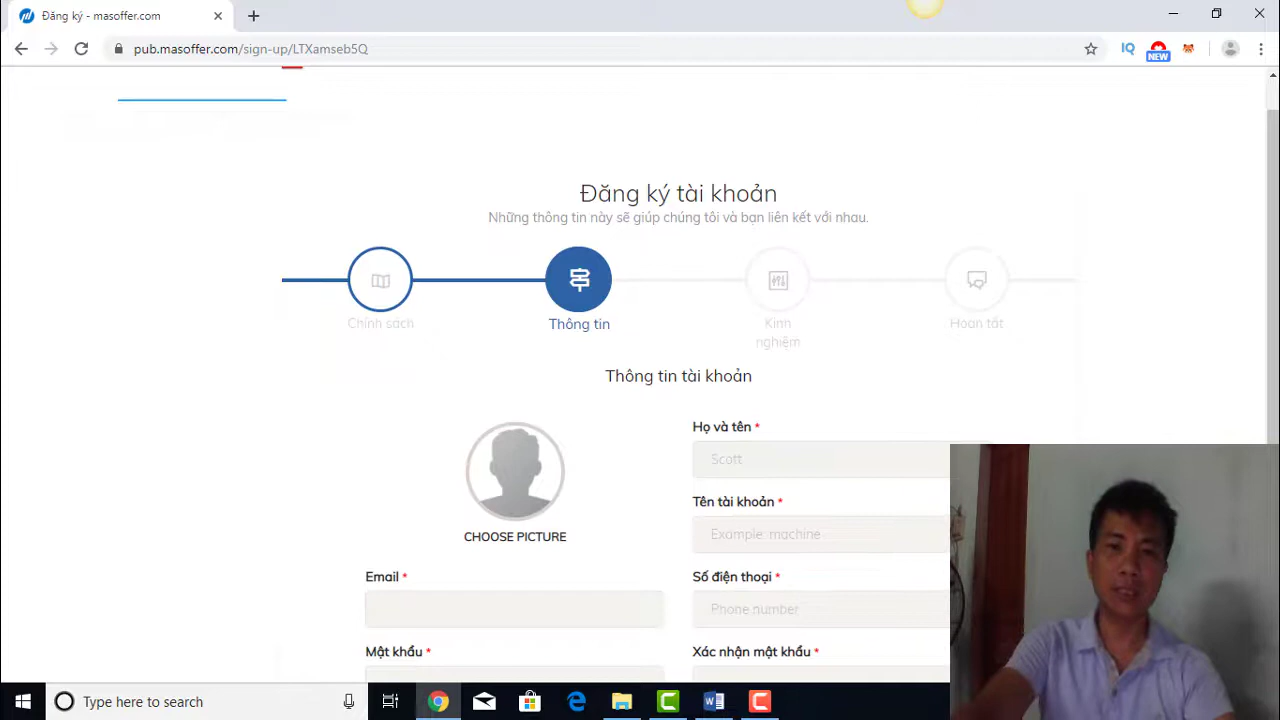 Đăng ký - masoffer.com
pub.masoffer.com/sign-up/LTXamseb5Q
IQ
NEW
Đăng ký tài khoản
Những thông tin này sẽ giúp chúng tôi và bạn liên kết với nhau.
Chính sách
Thông tin
Kinh nghiệm
Hoàn tất
Thông tin tài khoản
CHOOSE PICTURE
Họ và tên *
Scott
Tên tài khoản *
Example: machine
Email *
Số điện thoại *
Phone number
Mật khẩu *
Xác nhận mật khẩu *
Type here to search